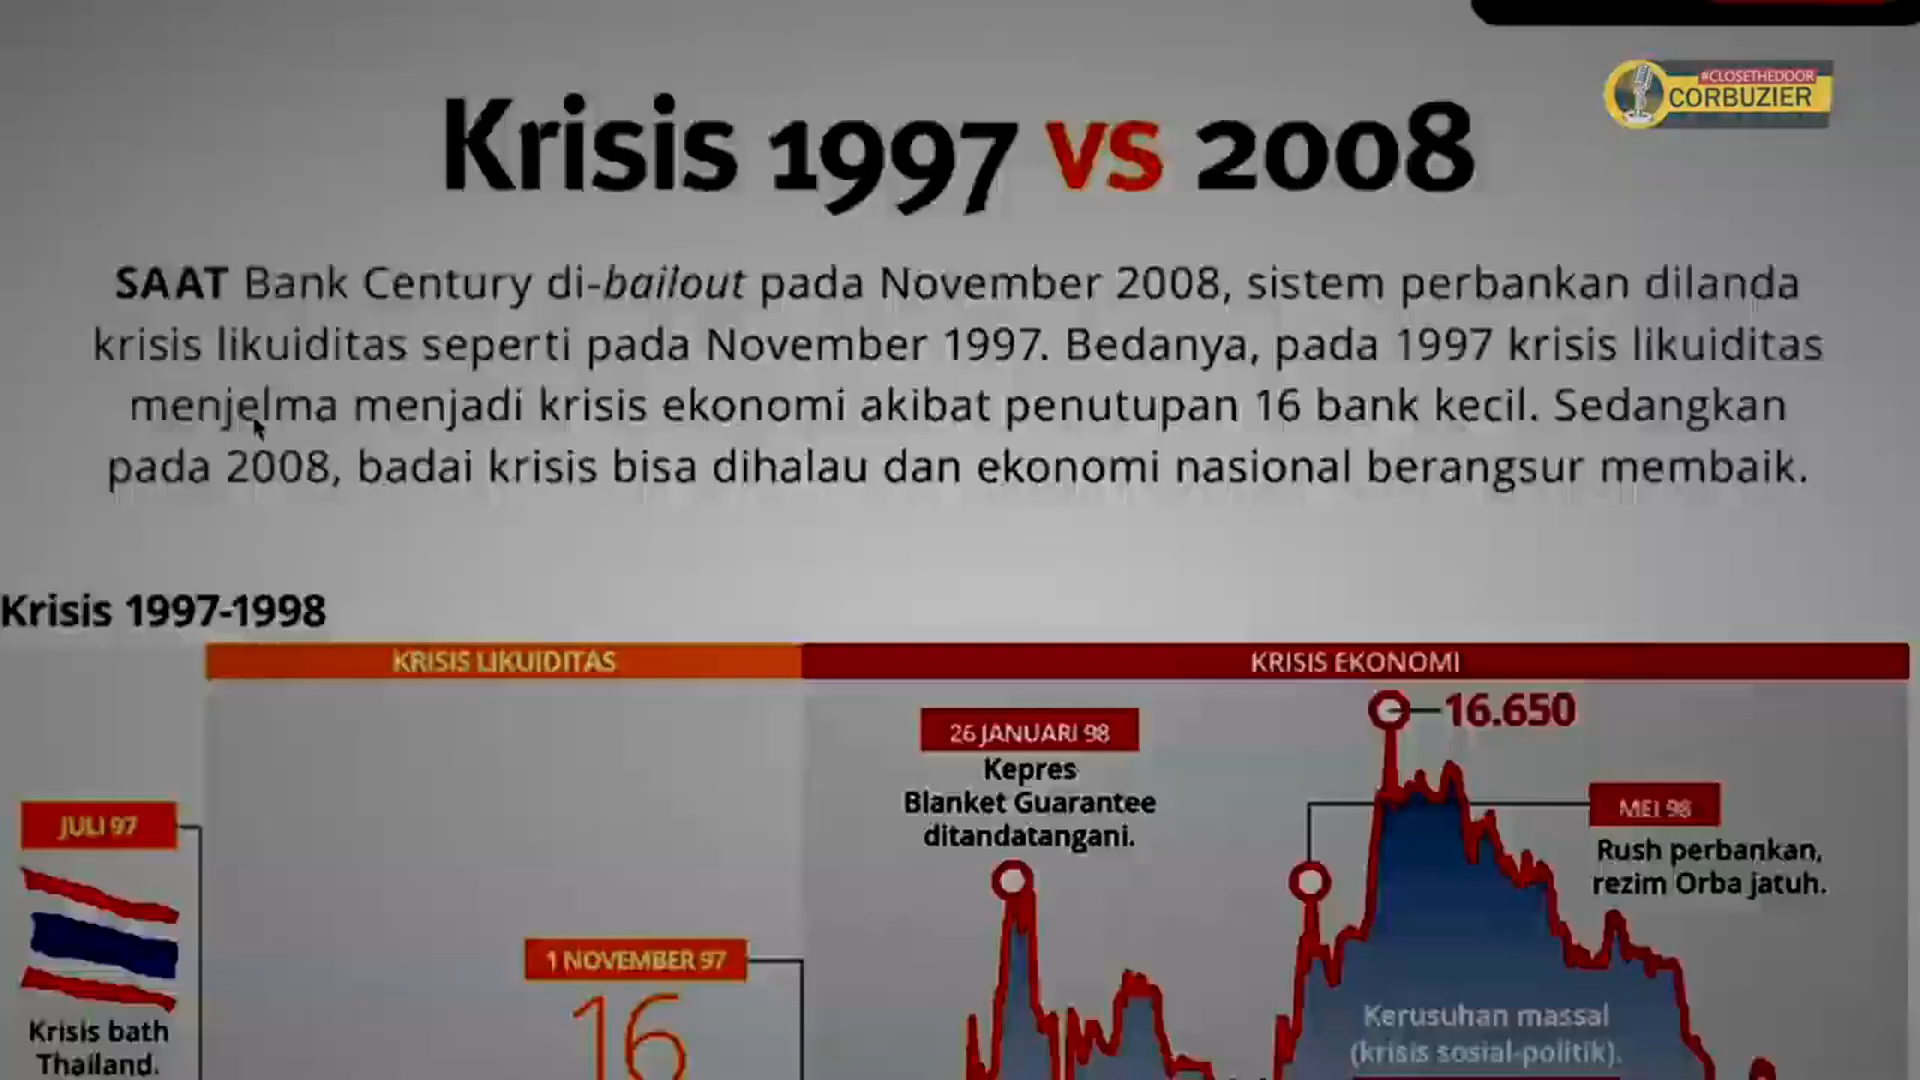 #CLOSETHEDOOR
CORBUZIER
Krisis 1997 vs 2008
SAAT Bank Century di-bailout pada November 2008, sistem perbankan dilanda
krisis likuiditas seperti pada November 1997. Bedanya, pada 1997 krisis likuiditas
menjelma menjadi krisis ekonomi akibat penutupan 16 bank kecil. Sedangkan
pada 2008, badai krisis bisa dihalau dan ekonomi nasional berangsur membaik.
Krisis 1997-1998
KRISIS LIKUIDITAS
KRISIS EKONOMI
16.650
26 JANUARI 98
Kepres
Blanket Guarantee
ditandatangani.
MEI 98
Rush perbankan,
rezim Orba jatuh.
JULI 97
Krisis bath
Thailand.
1 NOVEMBER 97
16
Kerusuhan massal
(krisis sosial-politik).